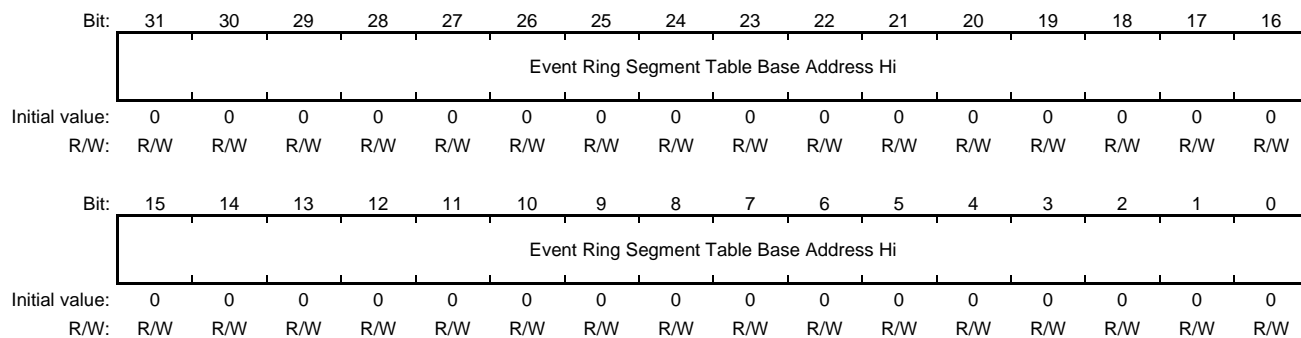 Bit: 31 30 29 28 27 26 25 24 23 22 21 20 19 18 17 16
Event Ring Segment Table Base Address Hi
Initial value: 0 0 0 0 0 0 0 0 0 0 0 0 0 0 0 0
R/W: R/W R/W R/W R/W R/W R/W R/W R/W R/W R/W R/W R/W R/W R/W R/W R/W
Bit: 15 14 13 12 11 10 9 8 7 6 5 4 3 2 1 0
Event Ring Segment Table Base Address Hi
Initial value: 0 0 0 0 0 0 0 0 0 0 0 0 0 0 0 0
R/W: R/W R/W R/W R/W R/W R/W R/W R/W R/W R/W R/W R/W R/W R/W R/W R/W